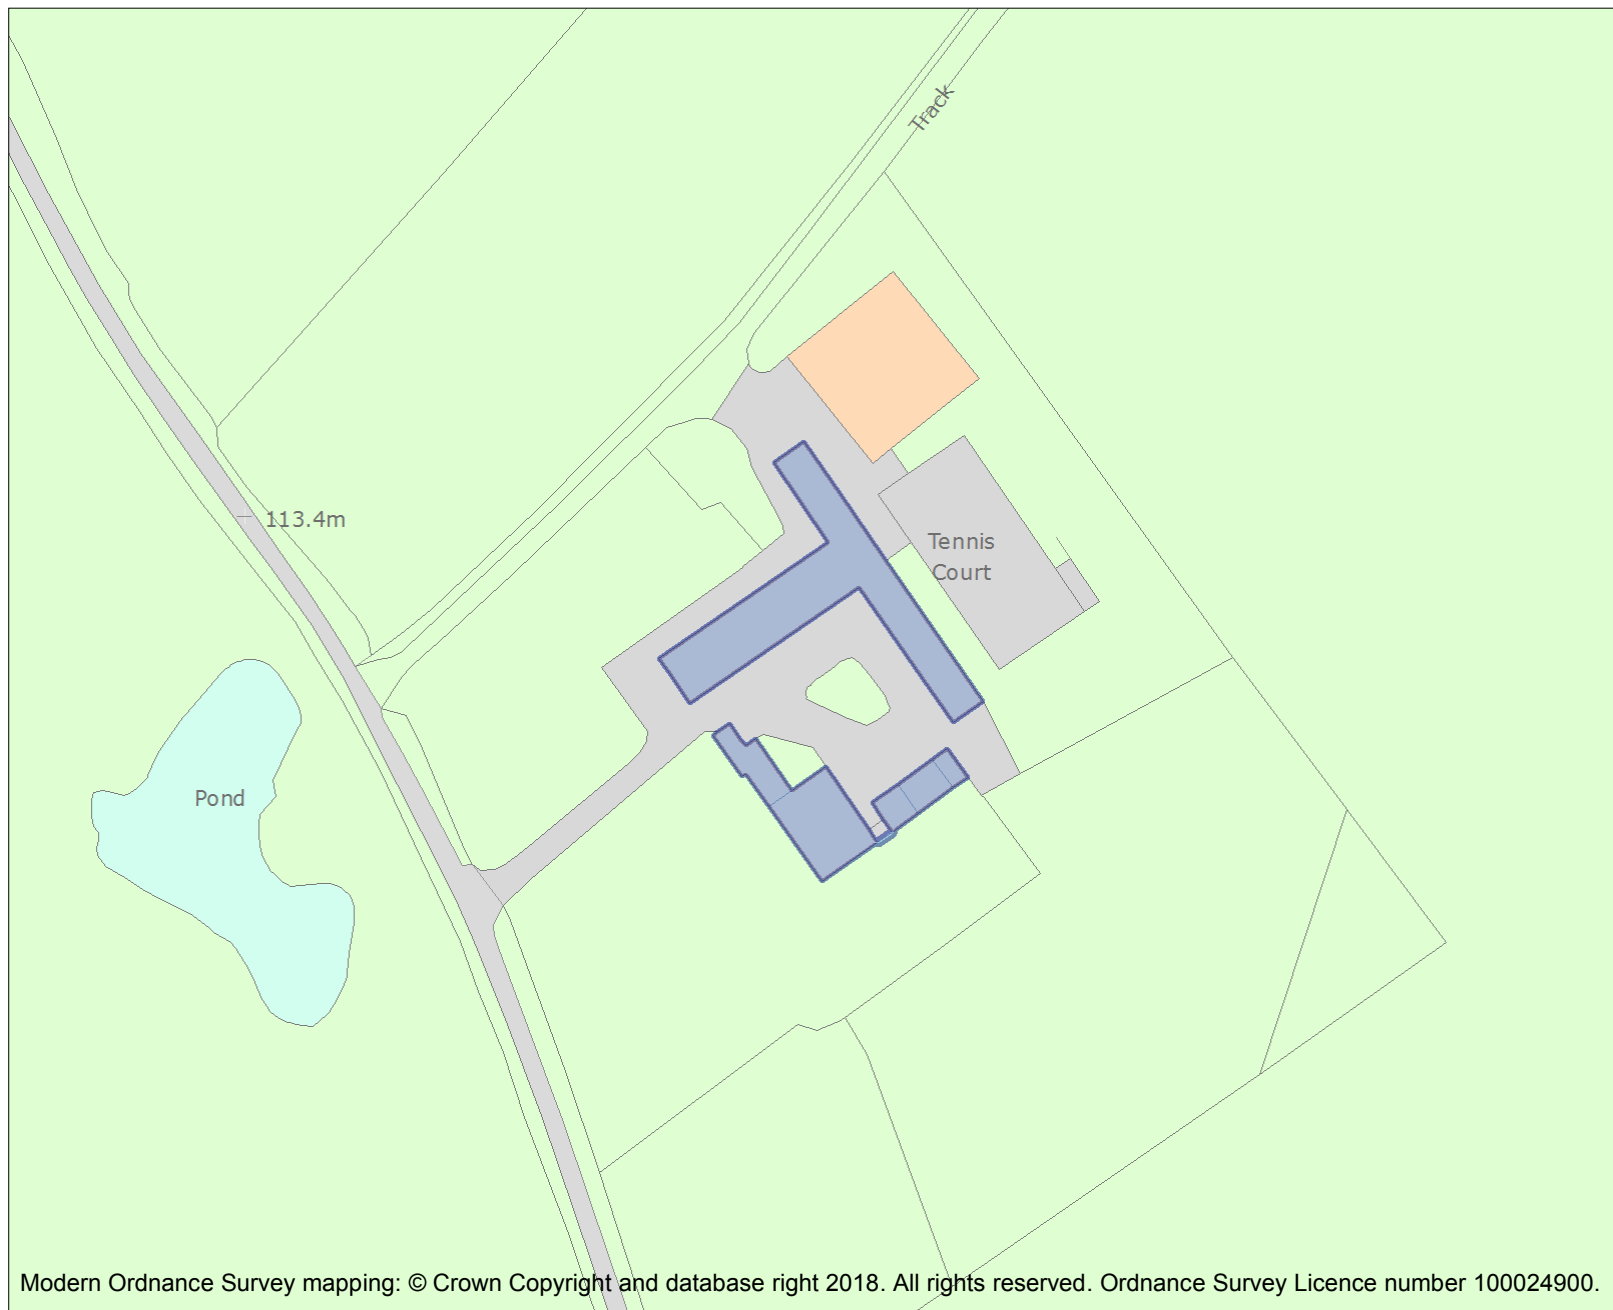 Track
113.4m
Tennis
Court
Pond
Modern Ordnance Survey mapping: © Crown Copyright and database right 2018. All rights reserved. Ordnance Survey Licence number 100024900.